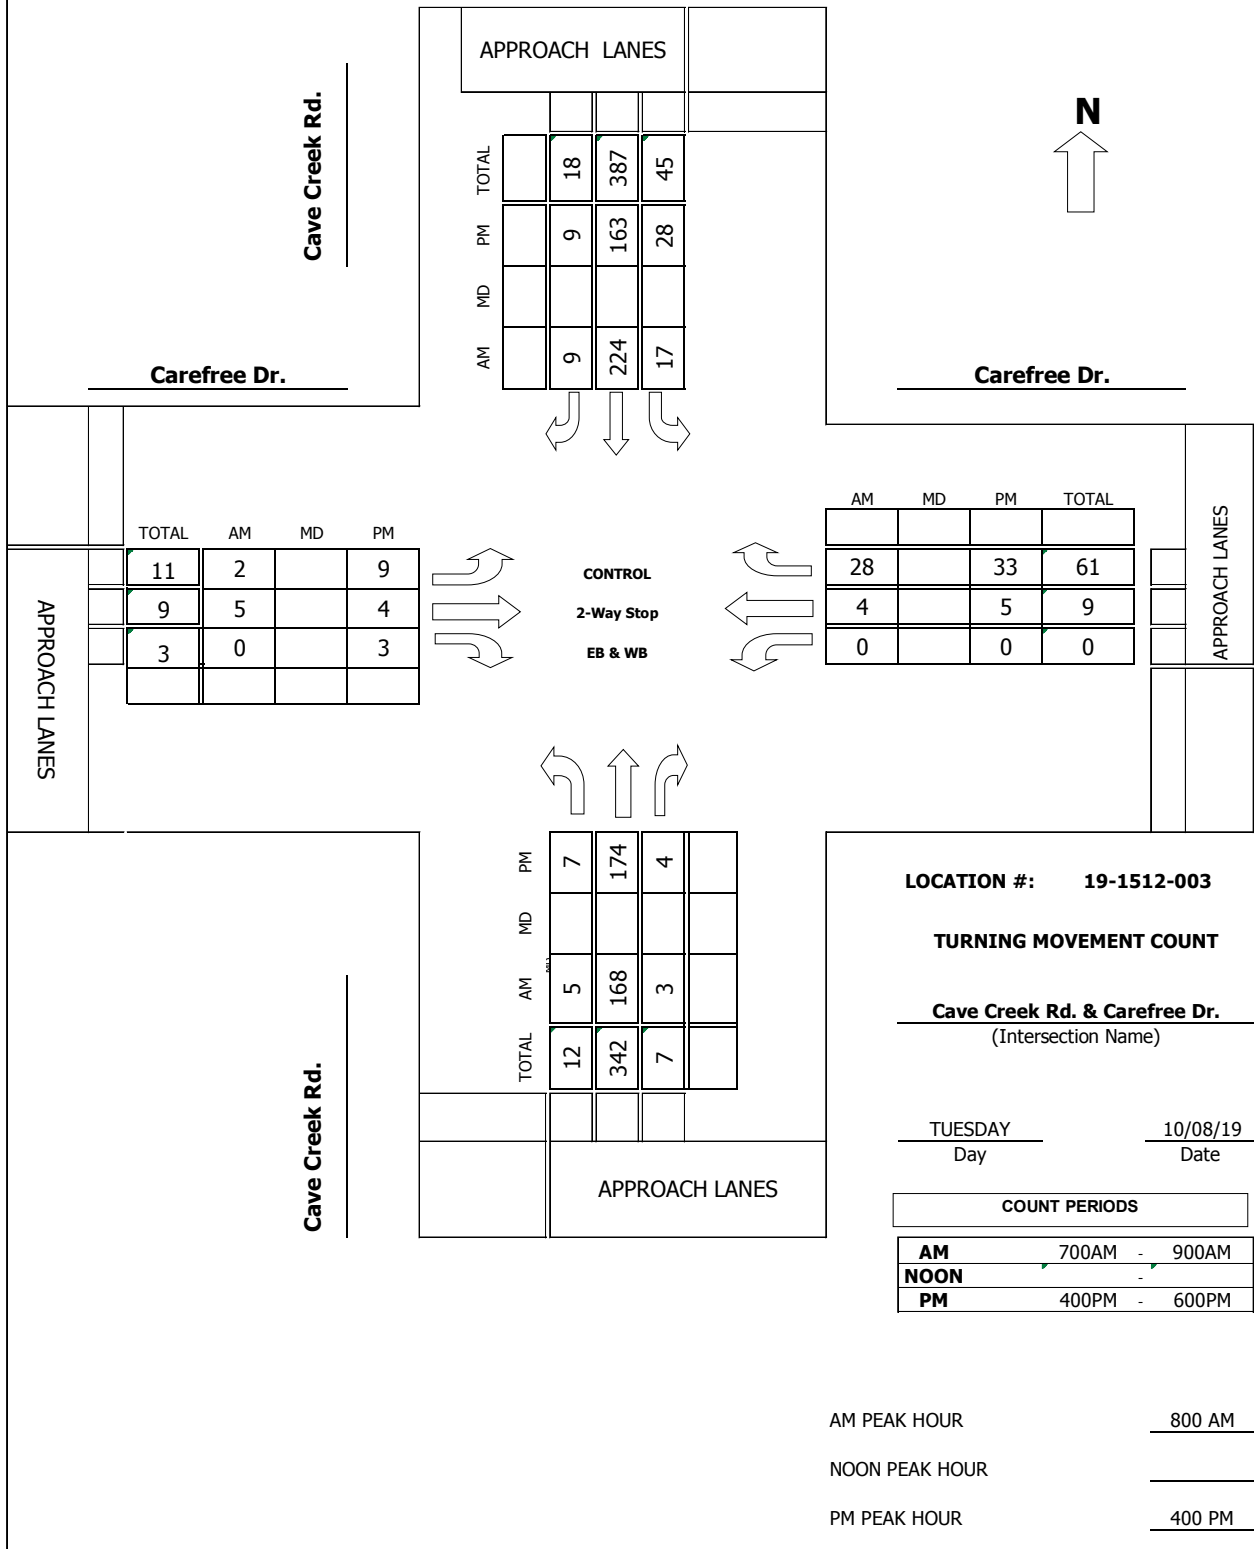 APPROACH LANES
Cave Creek Rd.
N
TOTAL 18 387 45
PM 9 163 28
MD
AM 9 224 17
Carefree Dr.
Carefree Dr.
AM MD PM TOTAL
28 33 61
4 5 9
0 0 0
APPROACH LANES
TOTAL AM MD PM
11 2 9
9 5 4
3 0 3
APPROACH LANES
CONTROL
2-Way Stop
EB & WB
PM 7 174 4
MD
AM 5 168 3
TOTAL 12 342 7
APPROACH LANES
Cave Creek Rd.
LOCATION #: 19-1512-003
TURNING MOVEMENT COUNT
Cave Creek Rd. & Carefree Dr.
(Intersection Name)
TUESDAY 10/08/19
Day Date
COUNT PERIODS
AM 700AM - 900AM
NOON -
PM 400PM - 600PM
AM PEAK HOUR 800 AM
NOON PEAK HOUR
PM PEAK HOUR 400 PM